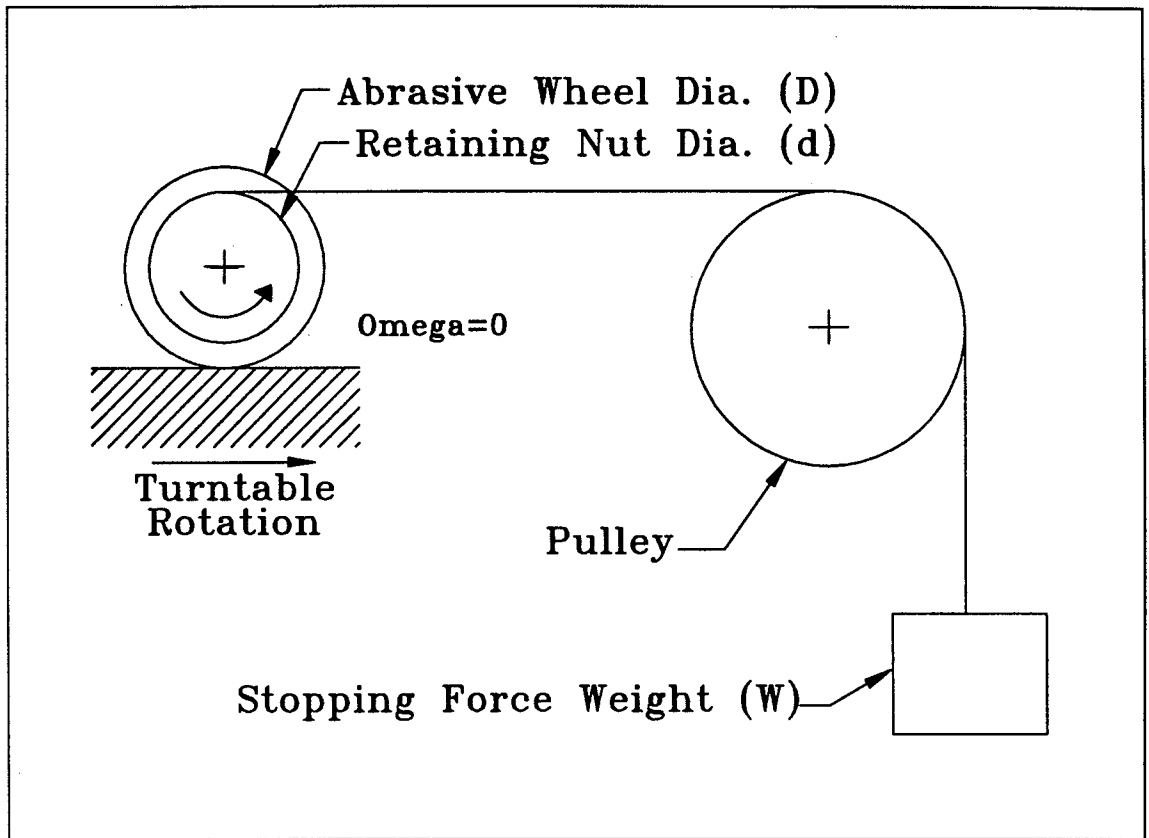 Abrasive Wheel Dia. (D)
Retaining Nut Dia. (d)
Omega=0
Turntable
Rotation
Pulley
Stopping Force Weight (W)